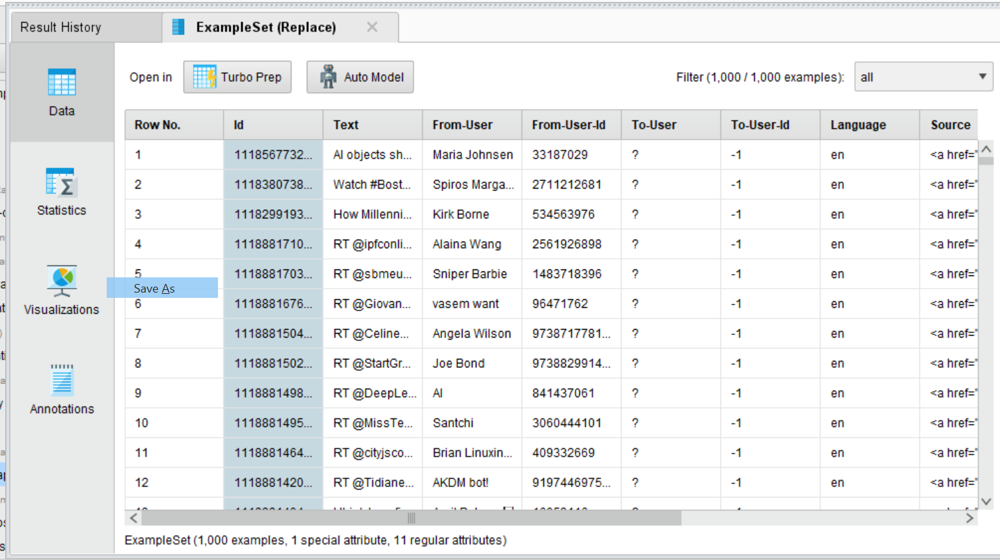 Result History
ExampleSet (Replace)
Open in
Turbo Prep
Auto Model
Filter (1,000 / 1,000 examples):
all
Data
Statistics
Visualizations
Annotations
Save As
Row No. Id Text From-User From-User-Id To-User To-User-Id Language Source
1 1118567732... AI objects sh... Maria Johnsen 33187029 ? -1 en <a href="
2 1118380738... Watch #Bost... Spiros Marga... 2711212681 ? -1 en <a href="
3 1118299193... How Millenni... Kirk Borne 534563976 ? -1 en <a href="
4 1118881710... RT @ipfconli... Alaina Wang 2561926898 ? -1 en <a href="
5 1118881703... RT @sbmeu... Sniper Barbie 1483718396 ? -1 en <a href="
6 1118881676... RT @Giovan... vasem want 96471762 ? -1 en <a href="
7 1118881504... RT @Celine... Angela Wilson 9738717781... ? -1 en <a href="
8 1118881502... RT @StartGr... Joe Bond 9738829914... ? -1 en <a href="
9 1118881498... RT @DeepLe... AI 841437061 ? -1 en <a href="
10 1118881495... RT @MissTe... Santchi 3060444101 ? -1 en <a href="
11 1118881464... RT @cityjsco... Brian Linuxin... 409332669 ? -1 en <a href="
12 1118881420... RT @Tidiane... AKDM bot! 9197446975... ? -1 en <a href="
ExampleSet (1,000 examples, 1 special attribute, 11 regular attributes)